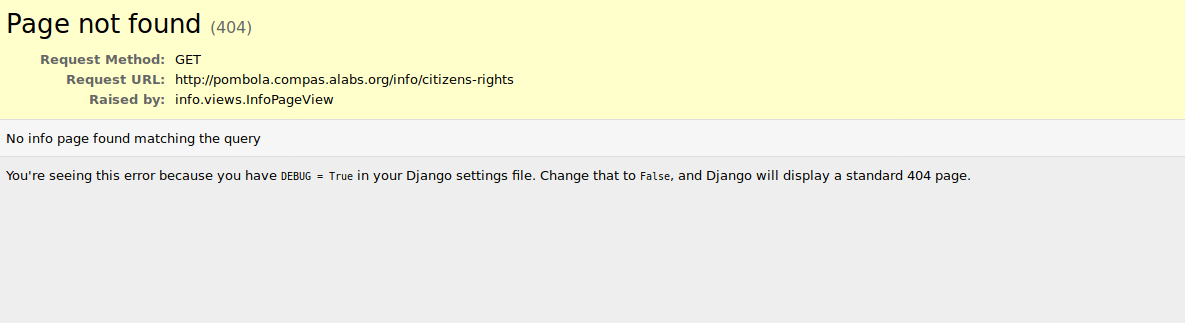 Page not found (404)
Request Method: GET
Request URL: http://pombola.compas.alabs.org/info/citizens-rights
Raised by: info.views.InfoPageView
No info page found matching the query
You're seeing this error because you have DEBUG = True in your Django settings file. Change that to False, and Django will display a standard 404 page.